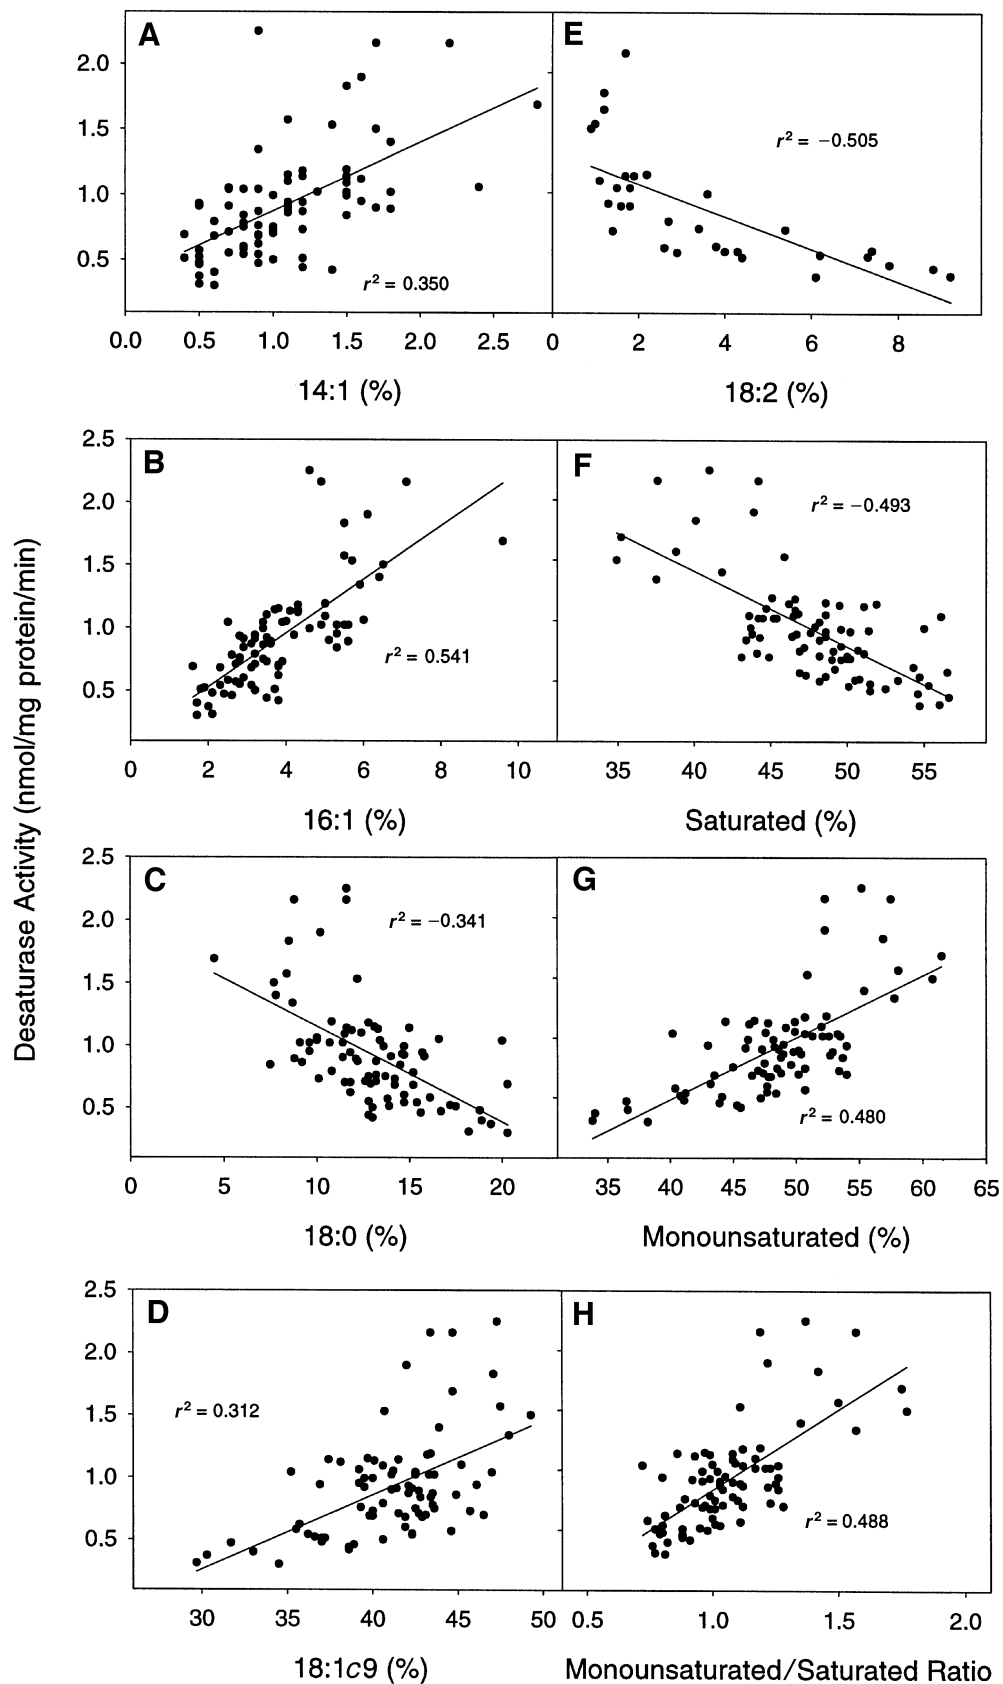 Desaturase Activity (nmol/mg protein/min)
A
2.0
1.5
1.0
0.5
r² = 0.350
0.0 0.5 1.0 1.5 2.0 2.5
14:1 (%)
E
r² = −0.505
0 2 4 6 8
18:2 (%)
B
2.5
2.0
1.5
1.0
0.5
r² = 0.541
0 2 4 6 8 10
16:1 (%)
F
r² = −0.493
35 40 45 50 55
Saturated (%)
C
2.5
2.0
1.5
1.0
0.5
r² = −0.341
0 5 10 15 20
18:0 (%)
G
r² = 0.480
35 40 45 50 55 60 65
Monounsaturated (%)
D
2.5
2.0
1.5
1.0
0.5
r² = 0.312
30 35 40 45 50
18:1c9 (%)
H
r² = 0.488
0.5 1.0 1.5 2.0
Monounsaturated/Saturated Ratio